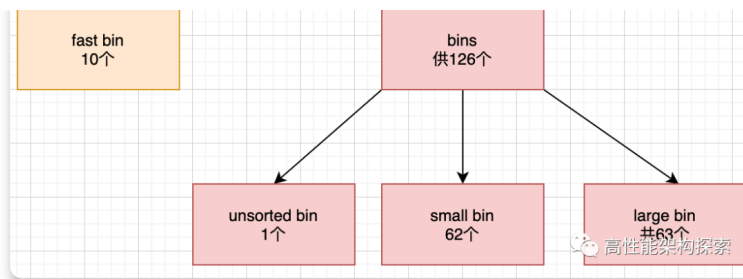 fast bin
10个
bins
供126个
unsorted bin
1个
small bin
62个
large bin
共63个
高性能架构探索